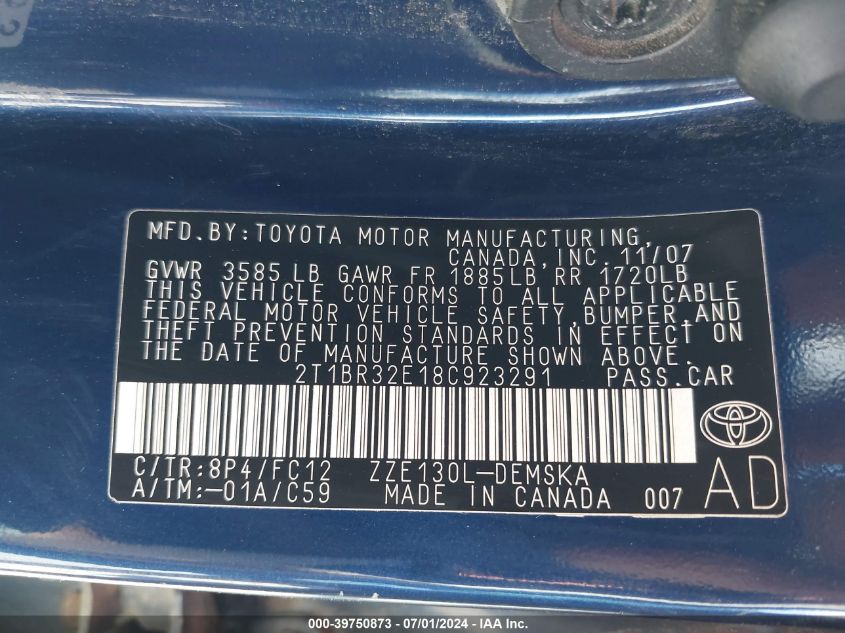 MFD.BY:TOYOTA MOTOR MANUFACTURING,
CANADA, INC. 11/07
GVWR 3585 LB GAWR FR 1885LB, RR 1720LB
THIS VEHICLE CONFORMS TO ALL APPLICABLE
FEDERAL MOTOR VEHICLE SAFETY, BUMPER, AND
THEFT PREVENTION STANDARDS IN EFFECT ON
THE DATE OF MANUFACTURE SHOWN ABOVE.
2T1BR32E18C923291 PASS.CAR
C/TR:8P4/FC12 ZZE130L-DEMSKA
A/TM:-01A/C59 MADE IN CANADA 007 AD
000-39750873 - 07/01/2024 - IAA Inc.